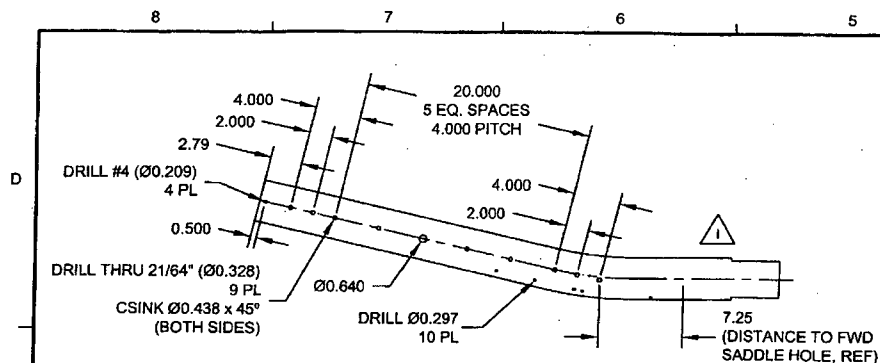 8 7 6 5
D
20.000
5 EQ. SPACES
4.000 PITCH
4.000
2.000
2.79
DRILL #4 (Ø0.209)
4 PL
0.500
4.000
2.000
1
DRILL THRU 21/64" (Ø0.328)
9 PL
CSINK Ø0.438 x 45°
(BOTH SIDES)
Ø0.640
DRILL Ø0.297
10 PL
7.25
(DISTANCE TO FWD
SADDLE HOLE, REF)